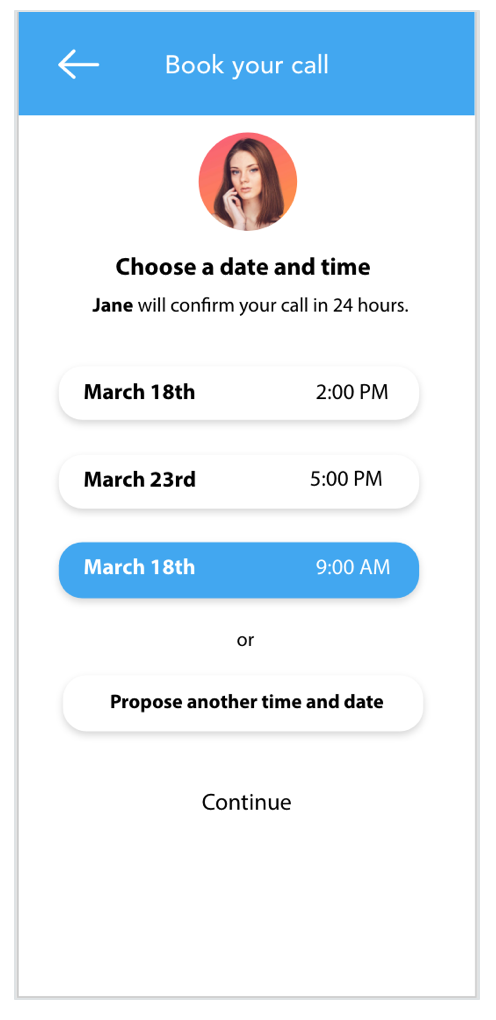 Book your call
Choose a date and time
Jane will confirm your call in 24 hours.
March 18th 2:00 PM
March 23rd 5:00 PM
March 18th 9:00 AM
or
Propose another time and date
Continue